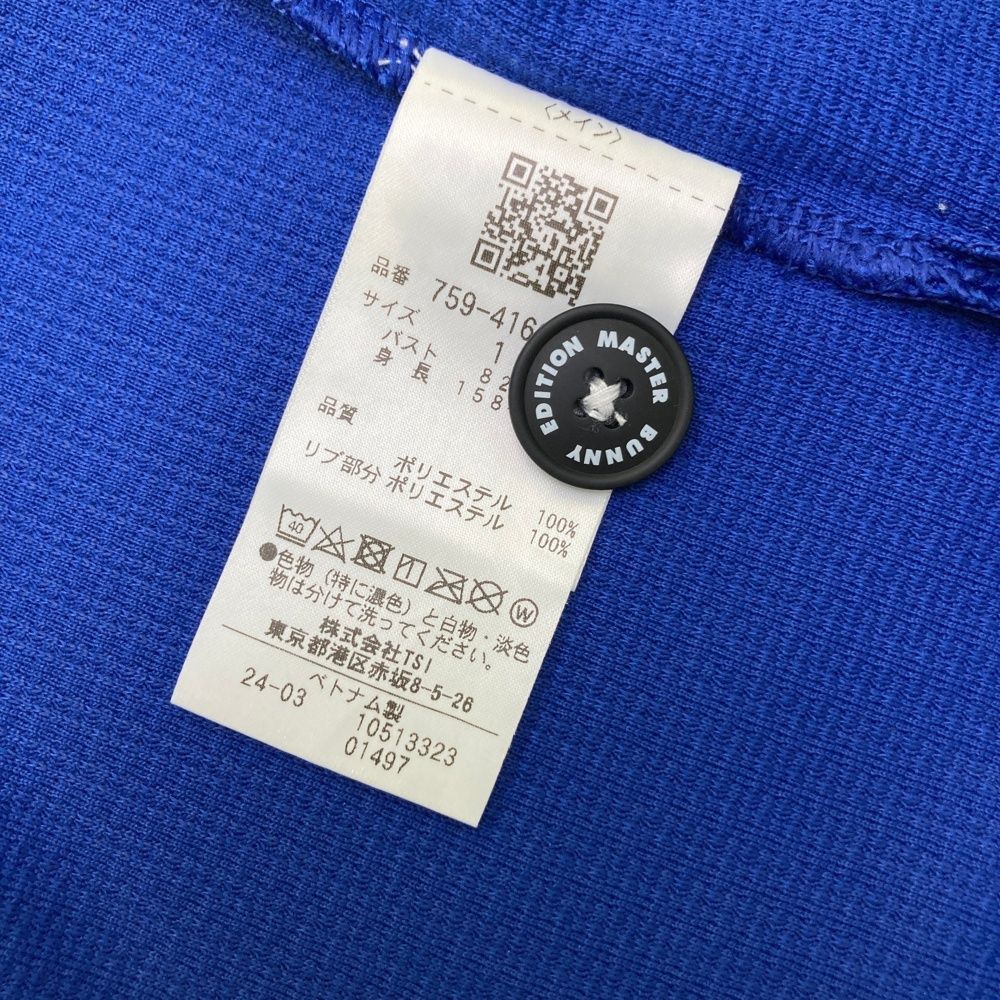 〈メイン〉
品番 759-416
サイズ 1
バスト 82
身長 158
品質
ポリエステル 100%
リブ部分 ポリエステル 100%
40
W
●色物(特に濃色)と白物・淡色
物は分けて洗ってください。
株式会社TSI
東京都港区赤坂8-5-26
ベトナム製
24-03 10513323
01497
MASTER BUNNY EDITION